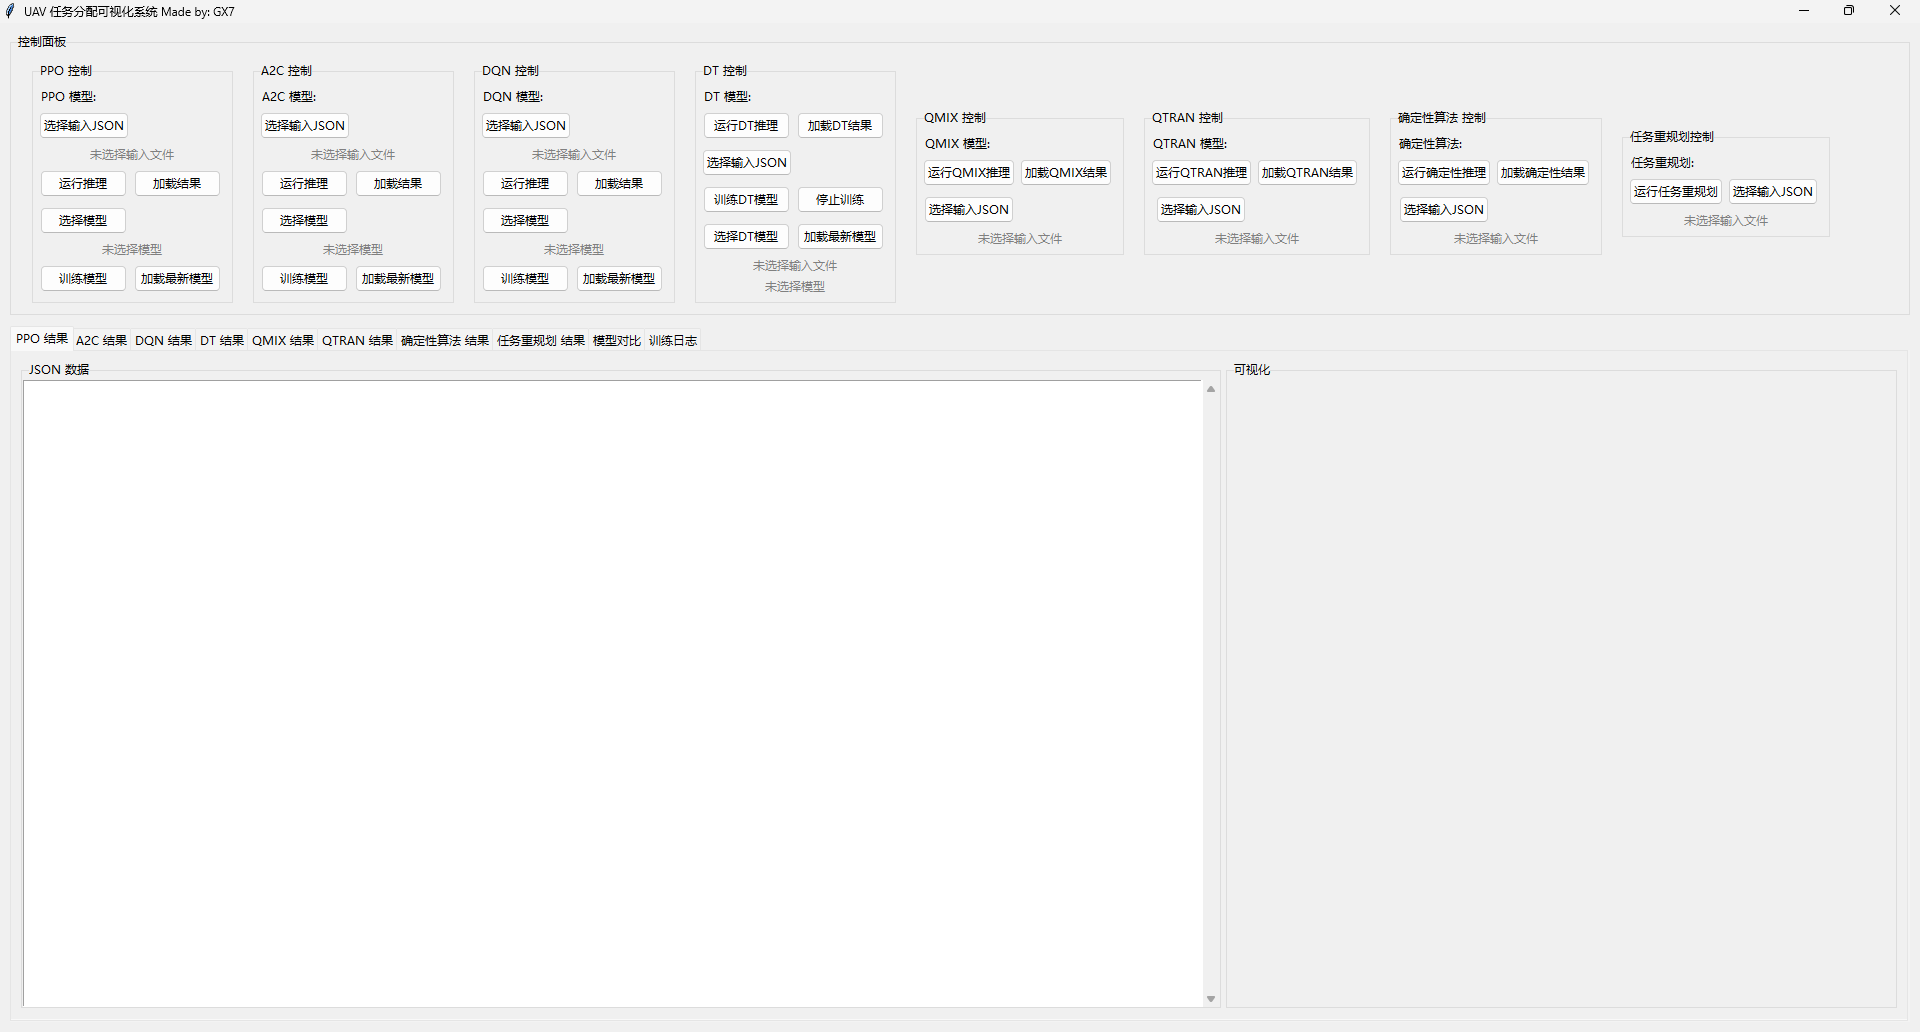 UAV 任务分配可视化系统 Made by: GX7
控制面板
PPO 控制
PPO 模型:
选择输入JSON
未选择输入文件
运行推理 加载结果
选择模型
未选择模型
训练模型 加载最新模型
A2C 控制
A2C 模型:
选择输入JSON
未选择输入文件
运行推理 加载结果
选择模型
未选择模型
训练模型 加载最新模型
DQN 控制
DQN 模型:
选择输入JSON
未选择输入文件
运行推理 加载结果
选择模型
未选择模型
训练模型 加载最新模型
DT 控制
DT 模型:
运行DT推理 加载DT结果
选择输入JSON
训练DT模型 停止训练
选择DT模型 加载最新模型
未选择输入文件
未选择模型
QMIX 控制
QMIX 模型:
运行QMIX推理 加载QMIX结果
选择输入JSON
未选择输入文件
QTRAN 控制
QTRAN 模型:
运行QTRAN推理 加载QTRAN结果
选择输入JSON
未选择输入文件
确定性算法 控制
确定性算法:
运行确定性推理 加载确定性结果
选择输入JSON
未选择输入文件
任务重规划控制
任务重规划:
运行任务重规划 选择输入JSON
未选择输入文件
PPO 结果 A2C 结果 DQN 结果 DT 结果 QMIX 结果 QTRAN 结果 确定性算法 结果 任务重规划 结果 模型对比 训练日志
JSON 数据
可视化